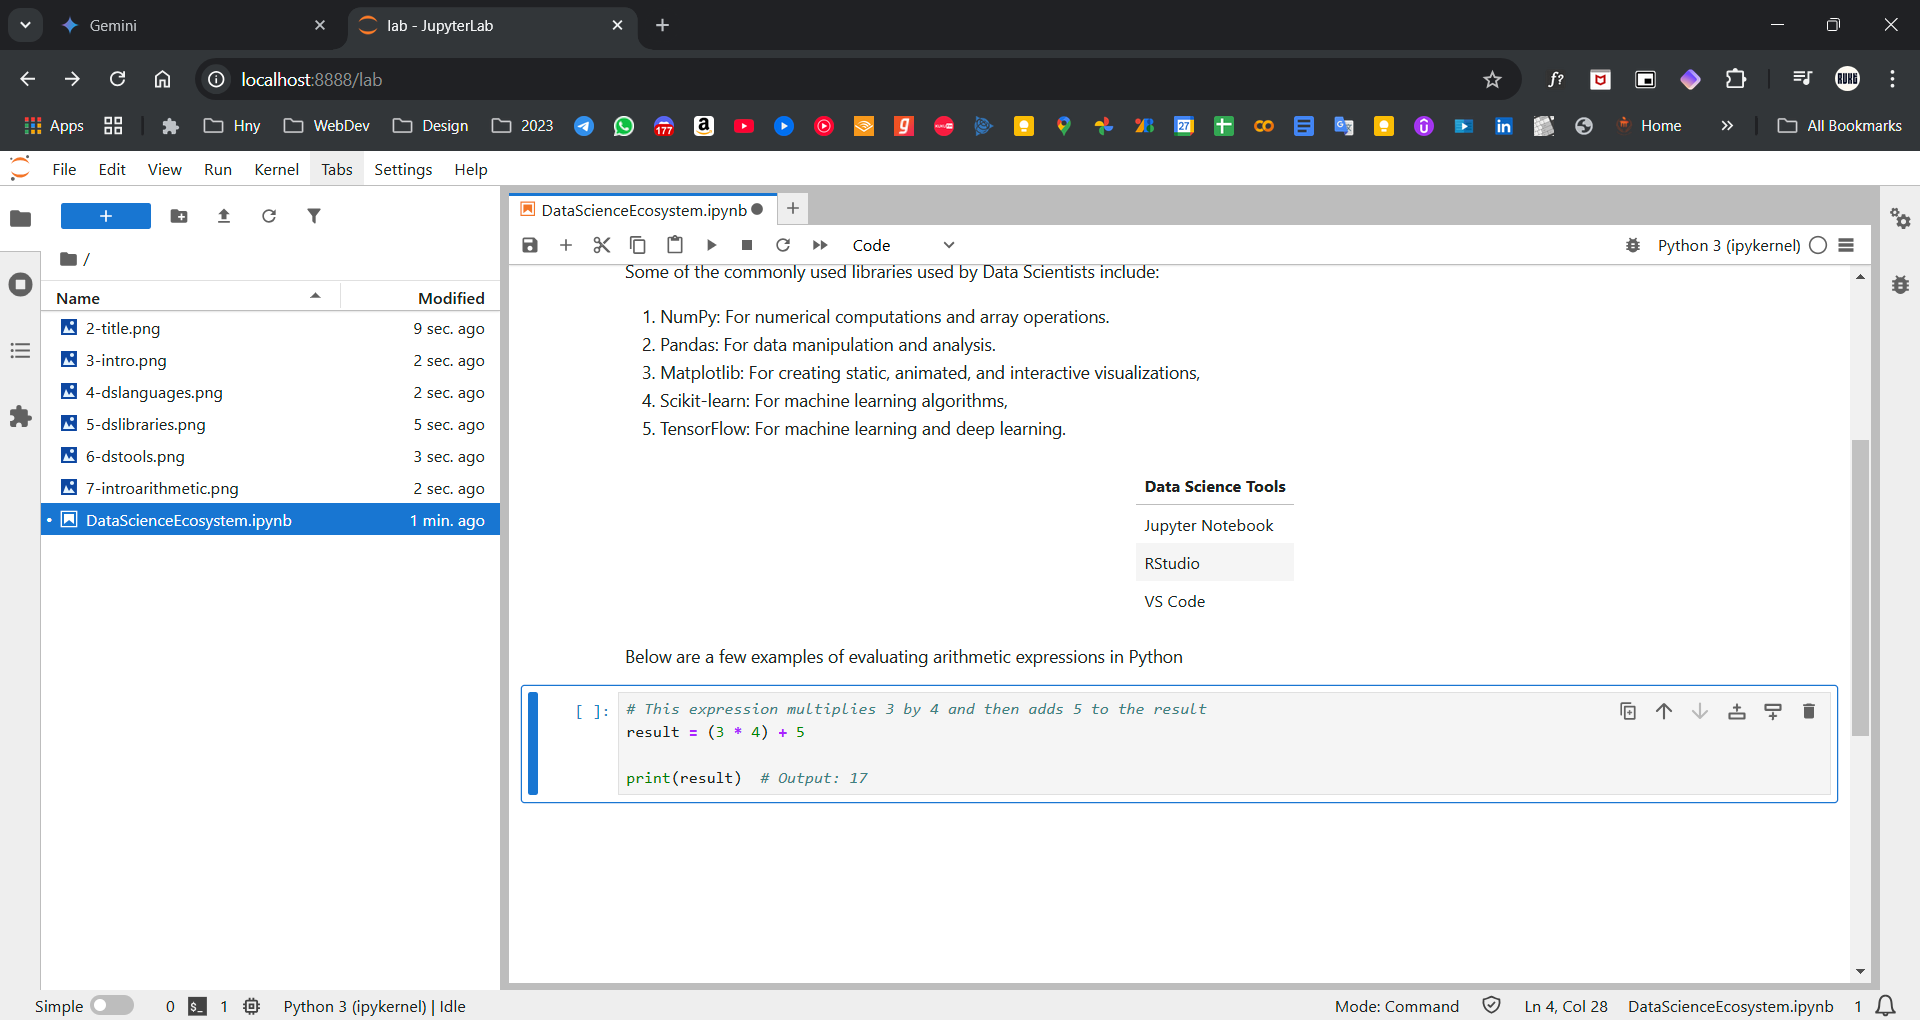 Gemini
lab - JupyterLab
localhost:8888/lab
f?
RUKE
Apps
Hny
WebDev
Design
2023
177
27
Home
All Bookmarks
File Edit View Run Kernel Tabs Settings Help
DataScienceEcosystem.ipynb
Code
Python 3 (ipykernel)
/
Name Modified
2-title.png 9 sec. ago
3-intro.png 2 sec. ago
4-dslanguages.png 2 sec. ago
5-dslibraries.png 5 sec. ago
6-dstools.png 3 sec. ago
7-introarithmetic.png 2 sec. ago
DataScienceEcosystem.ipynb 1 min. ago
Some of the commonly used libraries used by Data Scientists include:
1. NumPy: For numerical computations and array operations.
2. Pandas: For data manipulation and analysis.
3. Matplotlib: For creating static, animated, and interactive visualizations,
4. Scikit-learn: For machine learning algorithms,
5. TensorFlow: For machine learning and deep learning.
Data Science Tools
Jupyter Notebook
RStudio
VS Code
Below are a few examples of evaluating arithmetic expressions in Python
[ ]: # This expression multiplies 3 by 4 and then adds 5 to the result
result = (3 * 4) + 5
print(result)  # Output: 17
Simple 0 $_ 1 Python 3 (ipykernel) | Idle
Mode: Command Ln 4, Col 28 DataScienceEcosystem.ipynb 1